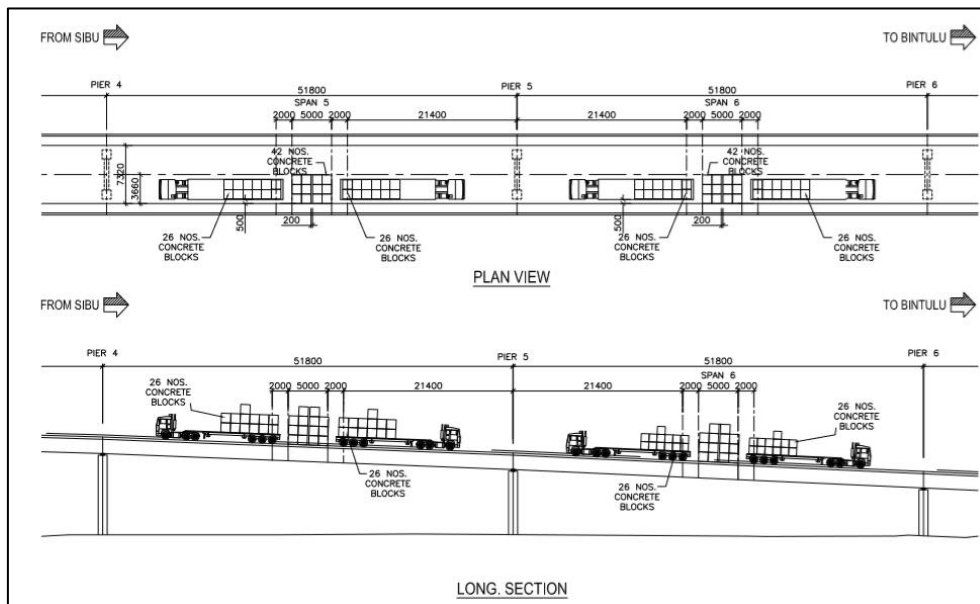 FROM SIBU
TO BINTULU
PIER 4
51800
PIER 5
51800
PIER 6
SPAN 5
SPAN 6
2000 5000 2000
21400
21400
2000 5000 2000
42 NOS.
CONCRETE
BLOCKS
42 NOS.
CONCRETE
BLOCKS
7320
3660
500
200
500
200
26 NOS.
CONCRETE
BLOCKS
26 NOS.
CONCRETE
BLOCKS
26 NOS.
CONCRETE
BLOCKS
26 NOS.
CONCRETE
BLOCKS
PLAN VIEW
FROM SIBU
TO BINTULU
PIER 4
51800
PIER 5
51800
PIER 6
SPAN 6
2000 5000 2000
21400
21400
2000 5000 2000
26 NOS.
CONCRETE
BLOCKS
26 NOS.
CONCRETE
BLOCKS
26 NOS.
CONCRETE
BLOCKS
26 NOS.
CONCRETE
BLOCKS
LONG. SECTION